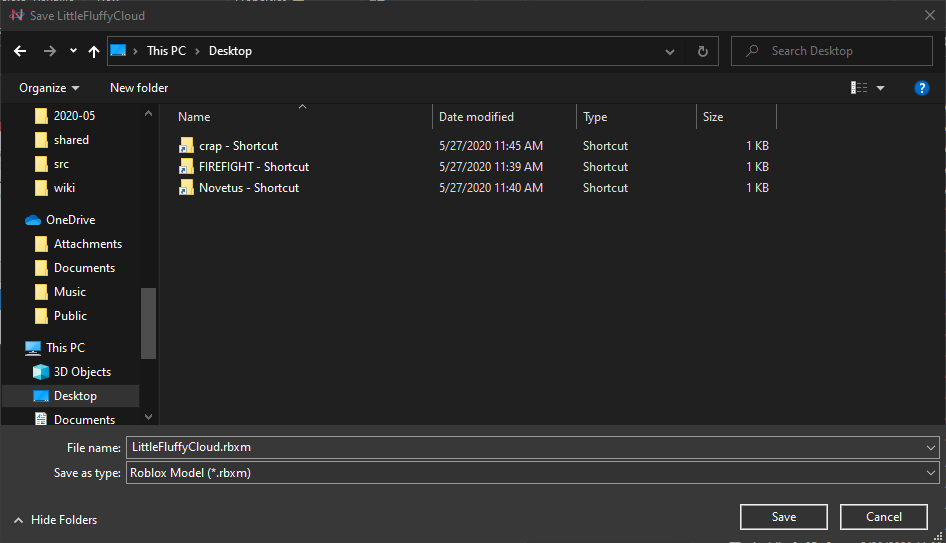 Save LittleFluffyCloud
This PC
Desktop
Search Desktop
Organize
New folder
?
2020-05
shared
src
wiki
OneDrive
Attachments
Documents
Music
Public
This PC
3D Objects
Desktop
Documents
Name Date modified Type Size
crap - Shortcut 5/27/2020 11:45 AM Shortcut 1 KB
FIREFIGHT - Shortcut 5/27/2020 11:39 AM Shortcut 1 KB
Novetus - Shortcut 5/27/2020 11:40 AM Shortcut 1 KB
File name: LittleFluffyCloud.rbxm
Save as type: Roblox Model (*.rbxm)
Hide Folders
Save
Cancel